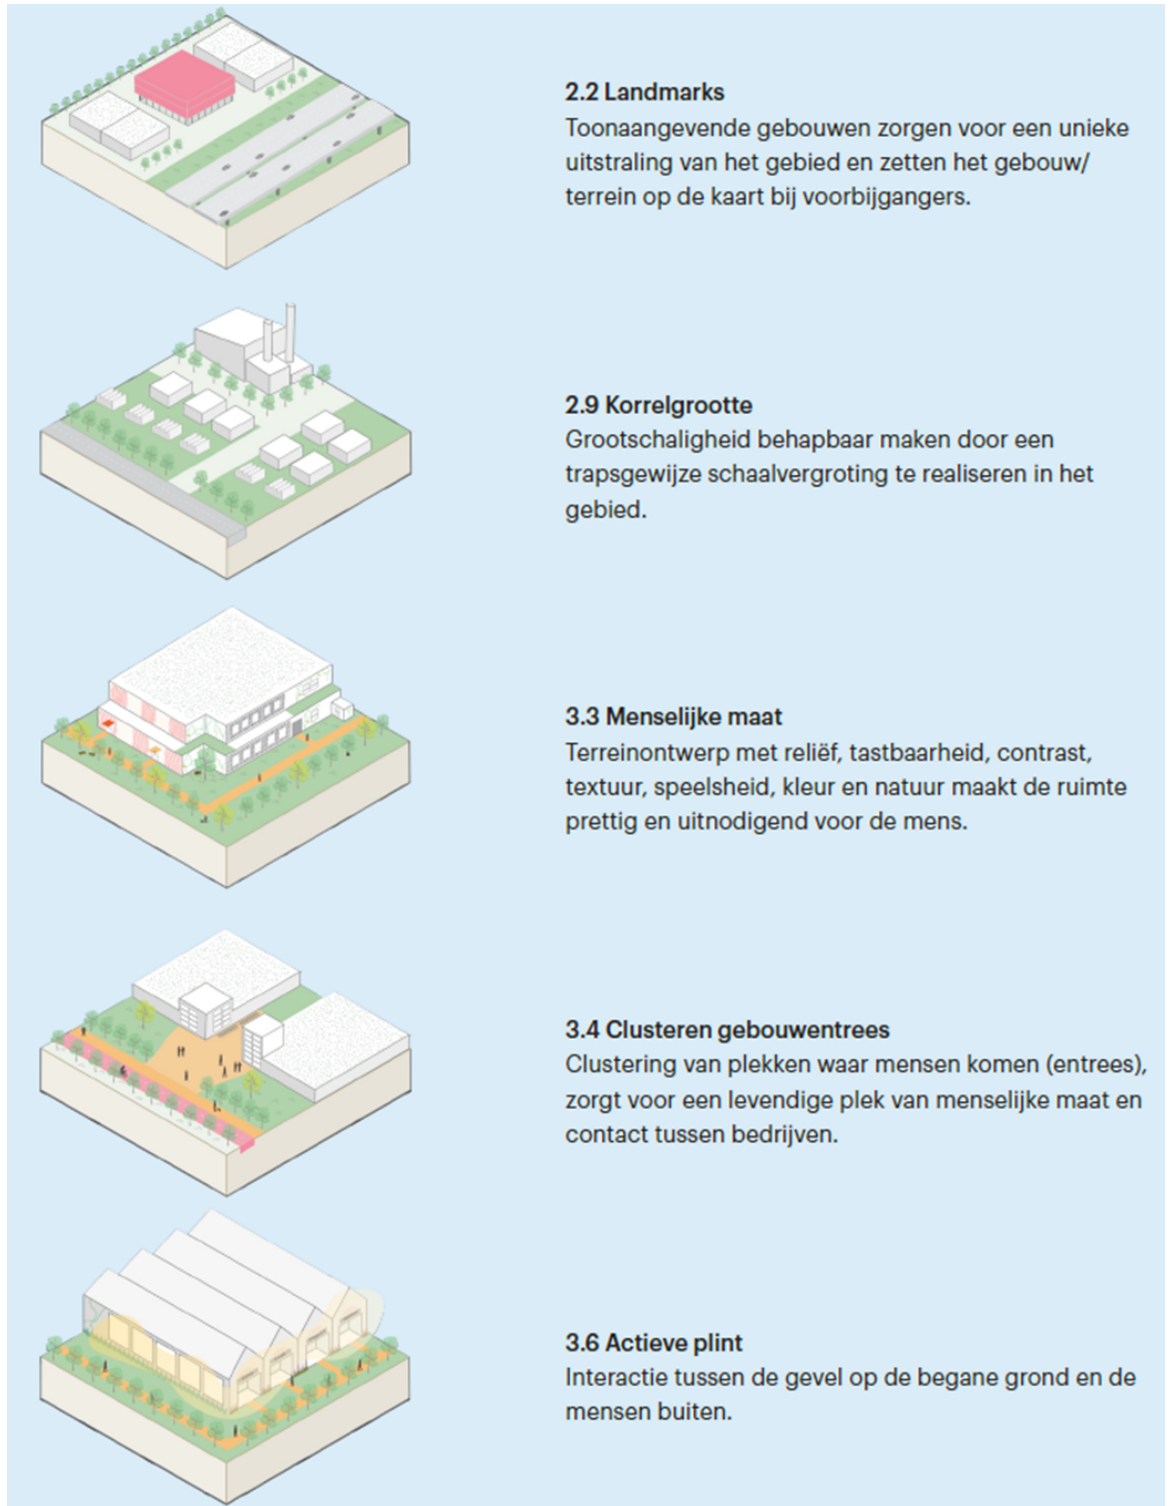 2.2 Landmarks
Toonaangevende gebouwen zorgen voor een unieke
uitstraling van het gebied en zetten het gebouw/
terrein op de kaart bij voorbijgangers.
2.9 Korrelgrootte
Grootschaligheid behapbaar maken door een
trapsgewijze schaalvergroting te realiseren in het
gebied.
3.3 Menselijke maat
Terreinontwerp met reliëf, tastbaarheid, contrast,
textuur, speelsheid, kleur en natuur maakt de ruimte
prettig en uitnodigend voor de mens.
3.4 Clusteren gebouwentrees
Clustering van plekken waar mensen komen (entrees),
zorgt voor een levendige plek van menselijke maat en
contact tussen bedrijven.
3.6 Actieve plint
Interactie tussen de gevel op de begane grond en de
mensen buiten.